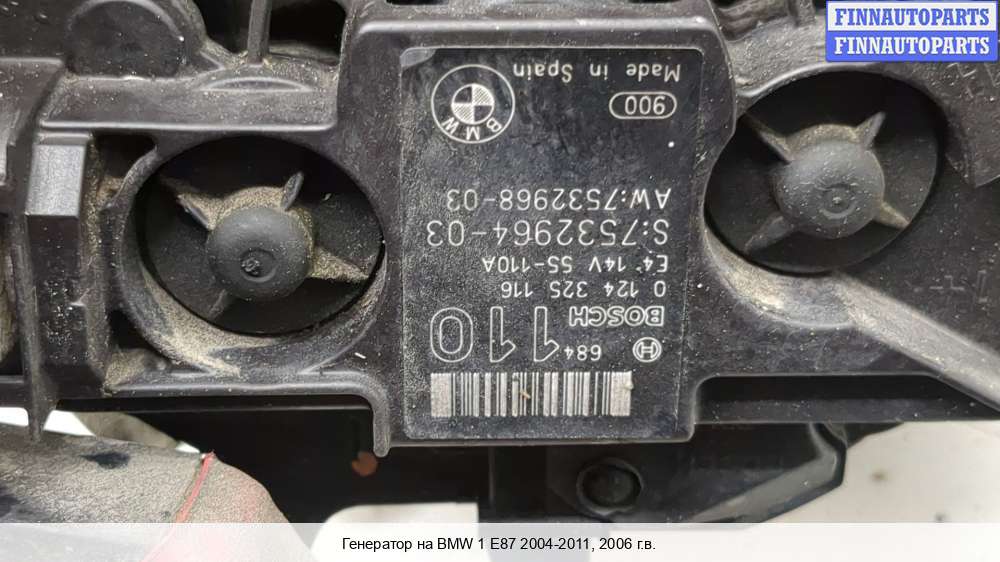 FINNAUTOPARTS
FINNAUTOPARTS
684
110
BOSCH
0 124 325 116
E4 14V 55-110A
S:7532964-03
AW:7532968-03
BMW
900
Made in Spain
Генератор на BMW 1 E87 2004-2011, 2006 г.в.